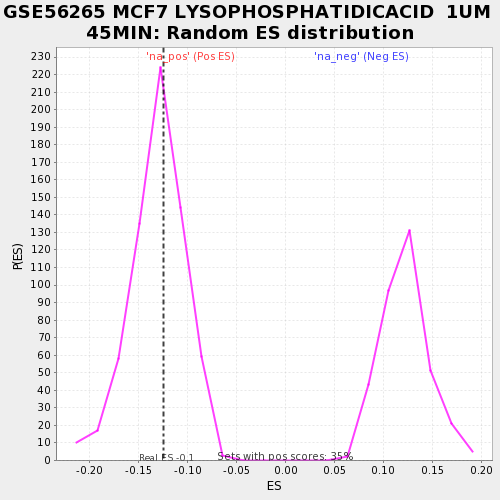 GSE56265 MCF7 LYSOPHOSPHATIDICACID 1UM
45MIN: Random ES distribution
'na_pos' (Pos ES)
'na_neg' (Neg ES)
230
220
210
200
190
180
170
160
150
140
130
120
110
100
90
80
70
60
50
40
30
20
10
0
P(ES)
Real ES -0.1
Sets with pos scores: 35%
-0.20 -0.15 -0.10 -0.05 0.00 0.05 0.10 0.15 0.20
ES